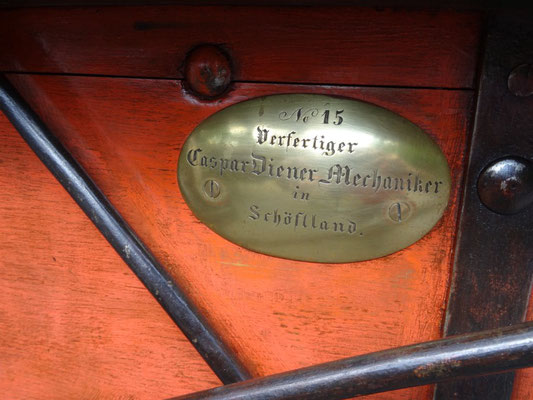 No 15
Verfertiger
Caspar Diener Mechaniker
in
Schöftland.